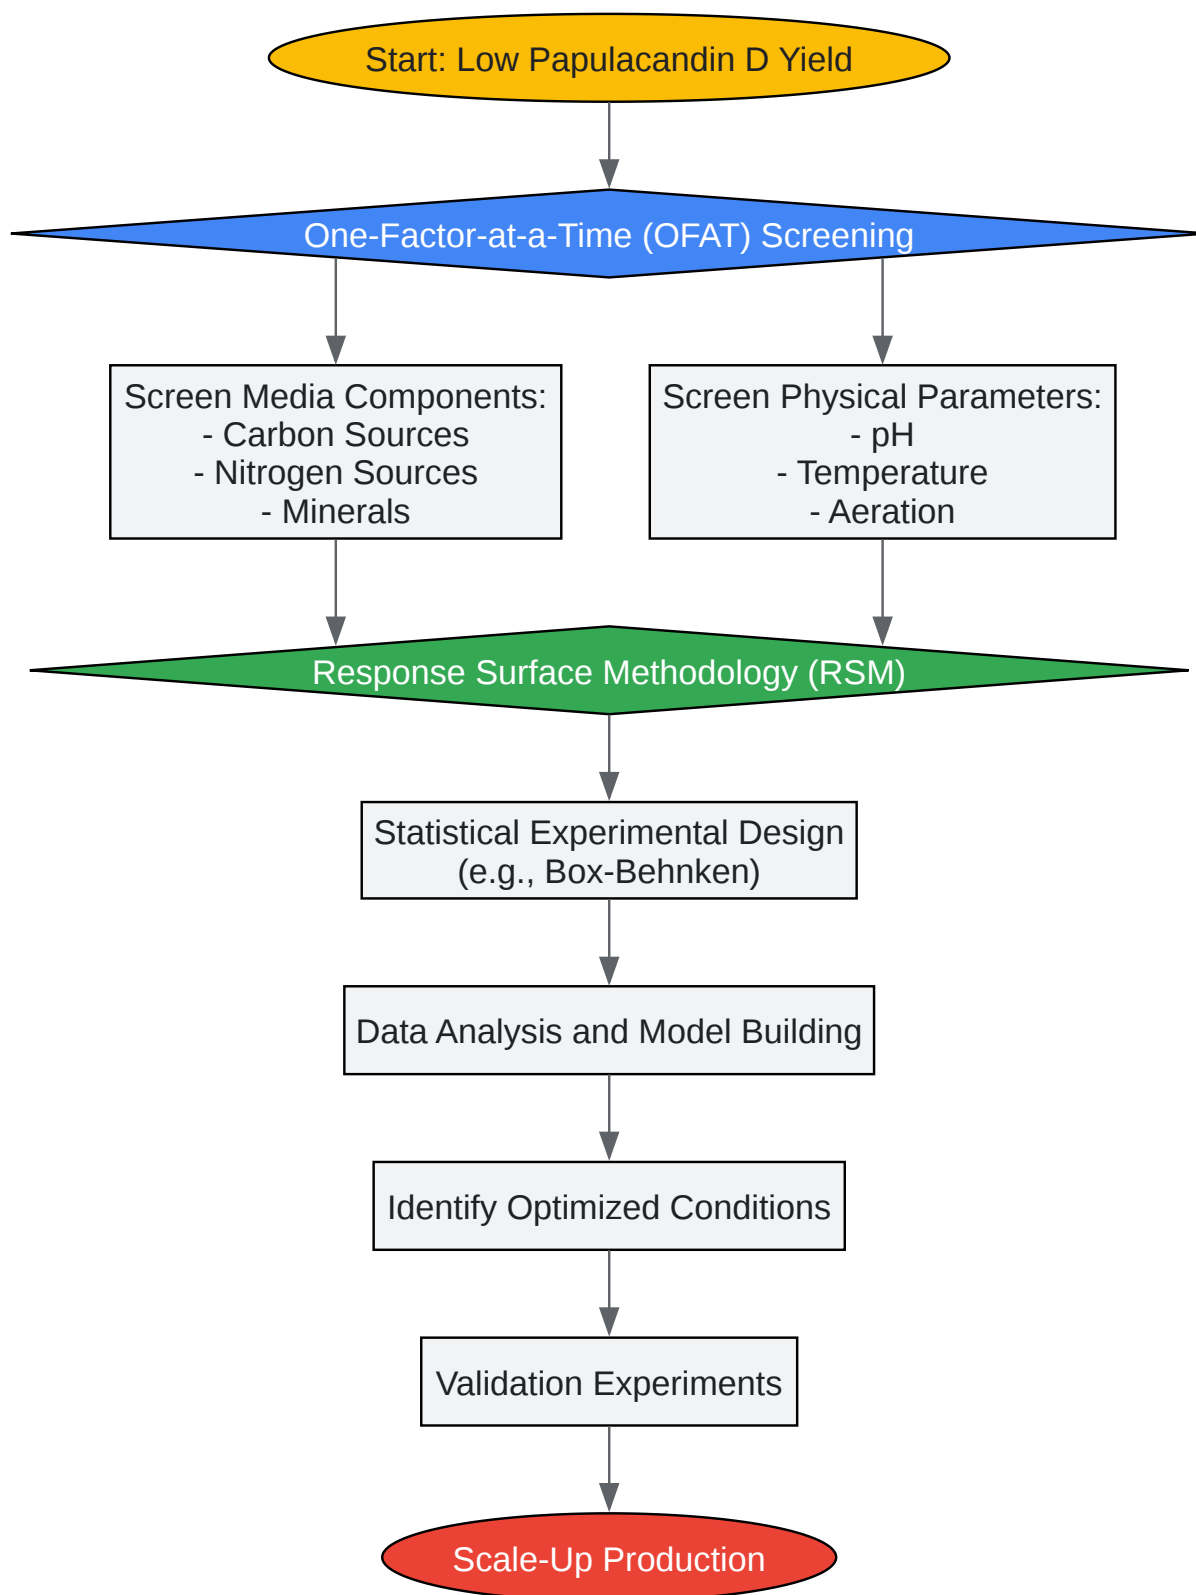 Start: Low Papulacandin D Yield
One-Factor-at-a-Time (OFAT) Screening
Screen Media Components:
- Carbon Sources
- Nitrogen Sources
- Minerals
Screen Physical Parameters:
- pH
- Temperature
- Aeration
Response Surface Methodology (RSM)
Statistical Experimental Design
(e.g., Box-Behnken)
Data Analysis and Model Building
Identify Optimized Conditions
Validation Experiments
Scale-Up Production